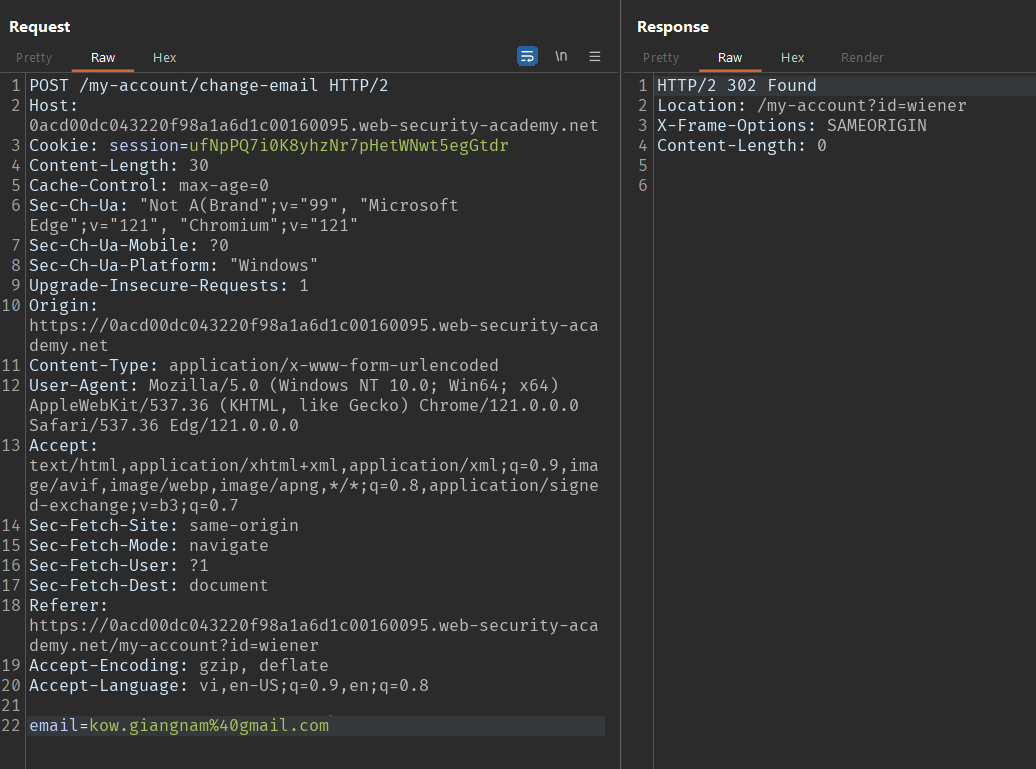 Request
Pretty Raw Hex \n
1 POST /my-account/change-email HTTP/2
2 Host:
0acd00dc043220f98a1a6d1c00160095.web-security-academy.net
3 Cookie: session=ufNpPQ7i0K8yhzNr7pHetWNwt5egGtdr
4 Content-Length: 30
5 Cache-Control: max-age=0
6 Sec-Ch-Ua: "Not A(Brand";v="99", "Microsoft
Edge";v="121", "Chromium";v="121"
7 Sec-Ch-Ua-Mobile: ?0
8 Sec-Ch-Ua-Platform: "Windows"
9 Upgrade-Insecure-Requests: 1
10 Origin:
https://0acd00dc043220f98a1a6d1c00160095.web-security-aca
demy.net
11 Content-Type: application/x-www-form-urlencoded
12 User-Agent: Mozilla/5.0 (Windows NT 10.0; Win64; x64)
AppleWebKit/537.36 (KHTML, like Gecko) Chrome/121.0.0.0
Safari/537.36 Edg/121.0.0.0
13 Accept:
text/html,application/xhtml+xml,application/xml;q=0.9,ima
ge/avif,image/webp,image/apng,*/*;q=0.8,application/signe
d-exchange;v=b3;q=0.7
14 Sec-Fetch-Site: same-origin
15 Sec-Fetch-Mode: navigate
16 Sec-Fetch-User: ?1
17 Sec-Fetch-Dest: document
18 Referer:
https://0acd00dc043220f98a1a6d1c00160095.web-security-aca
demy.net/my-account?id=wiener
19 Accept-Encoding: gzip, deflate
20 Accept-Language: vi,en-US;q=0.9,en;q=0.8
21
22 email=kow.giangnam%40gmail.com
Response
Pretty Raw Hex Render
1 HTTP/2 302 Found
2 Location: /my-account?id=wiener
3 X-Frame-Options: SAMEORIGIN
4 Content-Length: 0
5
6